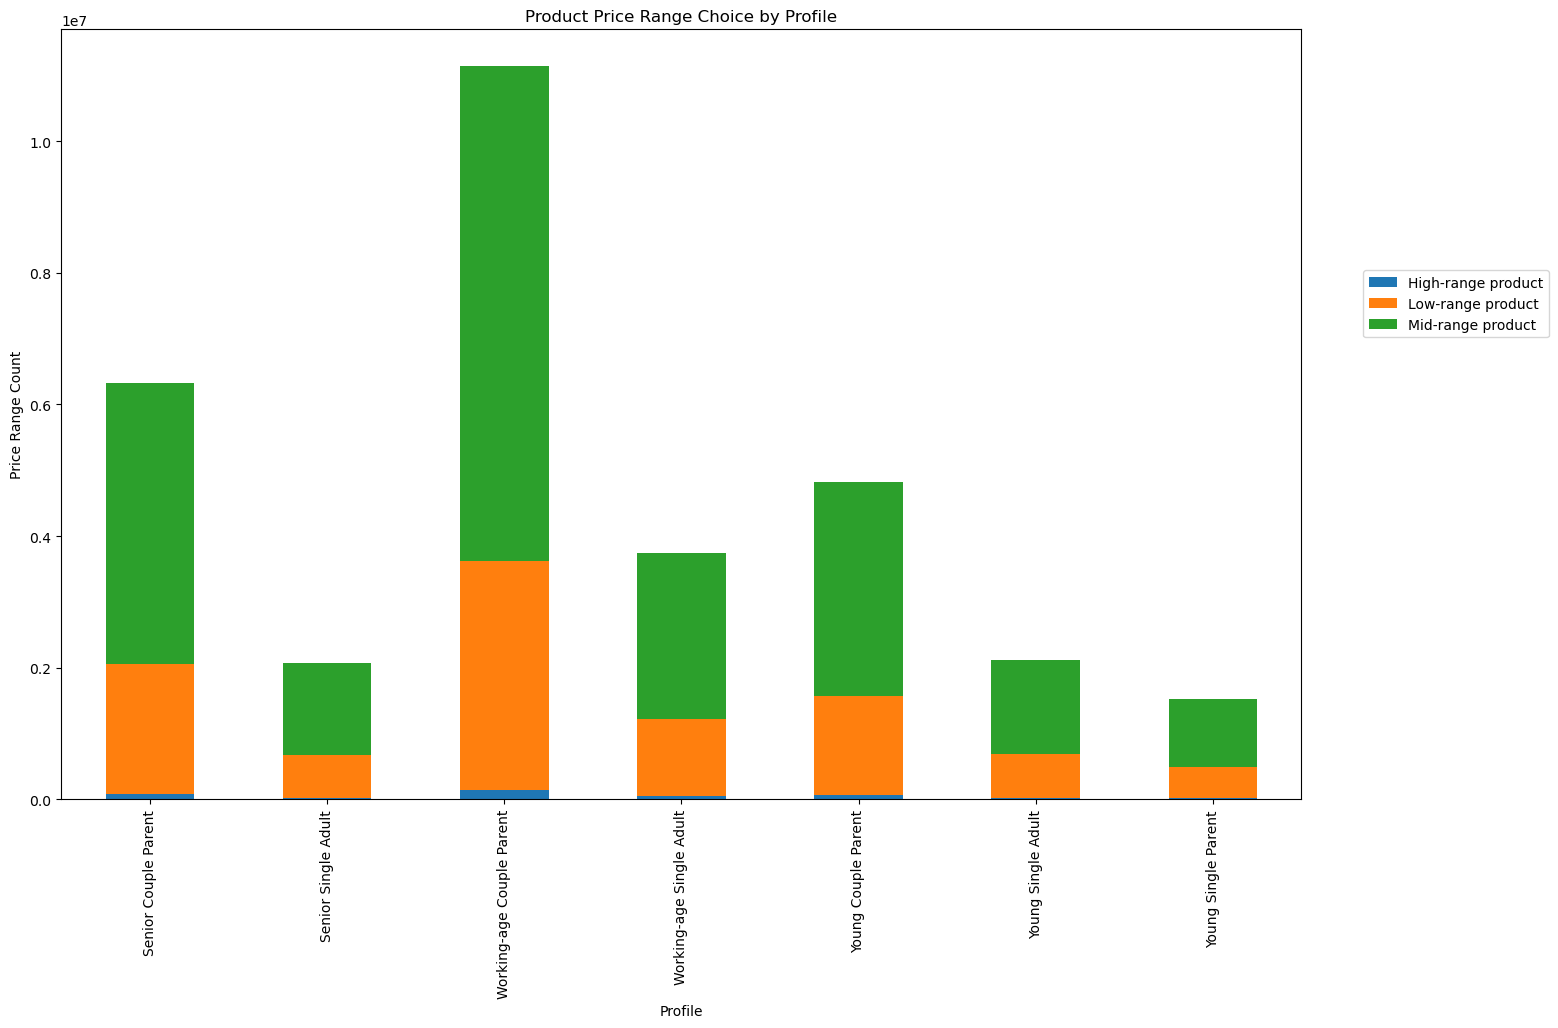 Product Price Range Choice by Profile
1e7
1.0
0.8
0.6
0.4
0.2
0.0
Price Range Count
High-range product
Low-range product
Mid-range product
Senior Couple Parent
Senior Single Adult
Working-age Couple Parent
Working-age Single Adult
Young Couple Parent
Young Single Adult
Young Single Parent
Profile